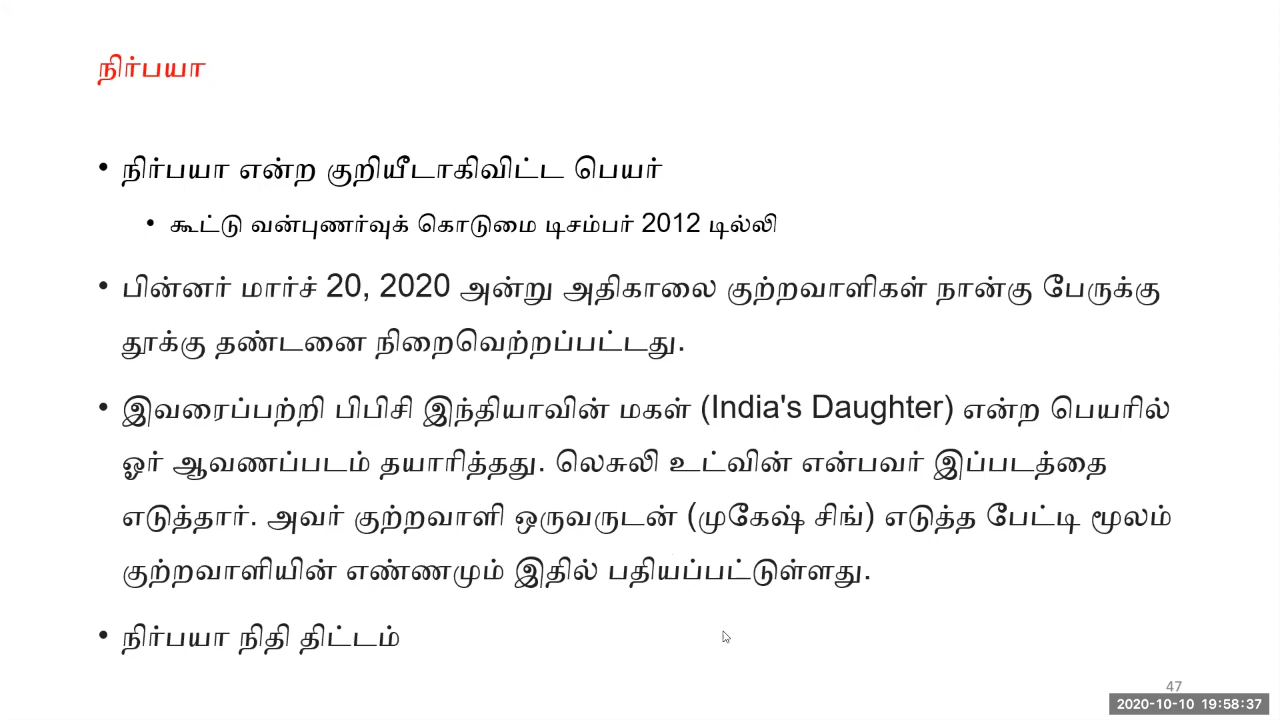 நிர்பயா
• நிர்பயா என்ற குறியீடாகிவிட்ட பெயர்
• கூட்டு வன்புணர்வுக் கொடுமை டிசம்பர் 2012 டில்லி
• பின்னர் மார்ச் 20, 2020 அன்று அதிகாலை குற்றவாளிகள் நான்கு பேருக்கு
தூக்கு தண்டனை நிறைவெற்றப்பட்டது.
• இவரைப்பற்றி பிபிசி இந்தியாவின் மகள் (India's Daughter) என்ற பெயரில்
ஓர் ஆவணப்படம் தயாரித்தது. லெசுலி உட்வின் என்பவர் இப்படத்தை
எடுத்தார். அவர் குற்றவாளி ஒருவருடன் (முகேஷ் சிங்) எடுத்த பேட்டி மூலம்
குற்றவாளியின் எண்ணமும் இதில் பதியப்பட்டுள்ளது.
• நிர்பயா நிதி திட்டம்
47
2020-10-10 19:58:37